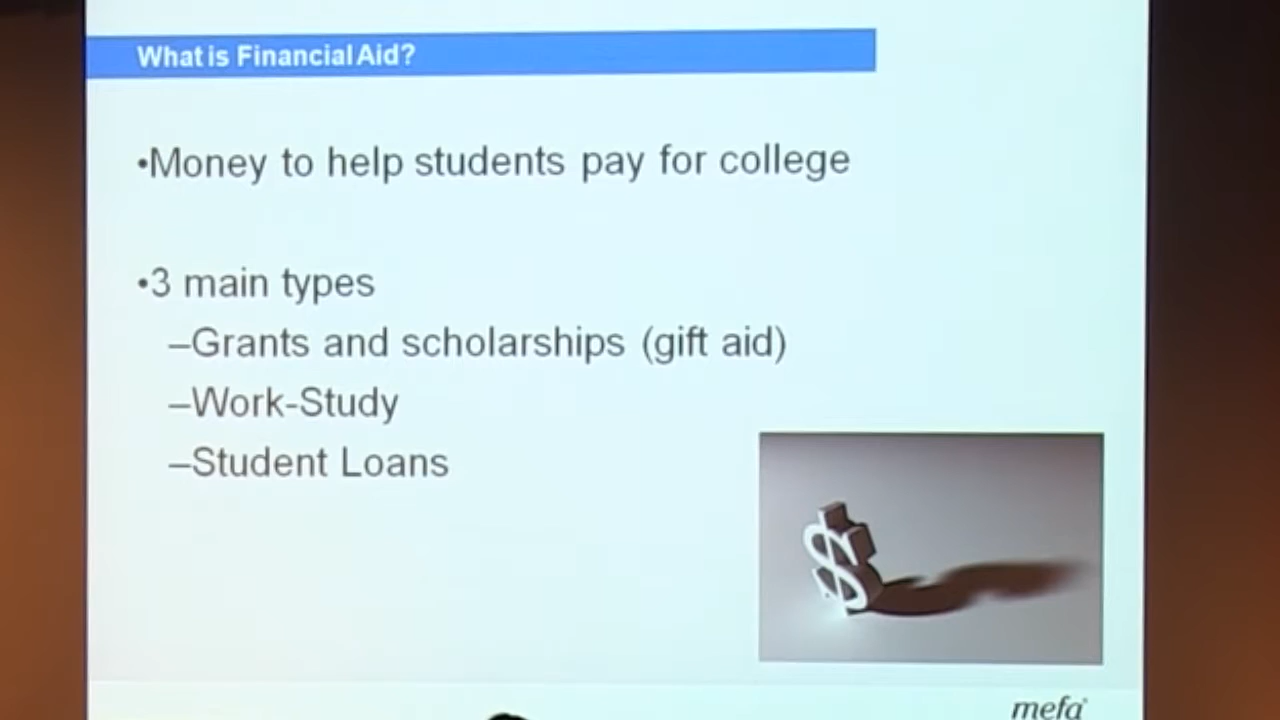 What is Financial Aid?
•Money to help students pay for college
•3 main types
–Grants and scholarships (gift aid)
–Work-Study
–Student Loans
$
mefa